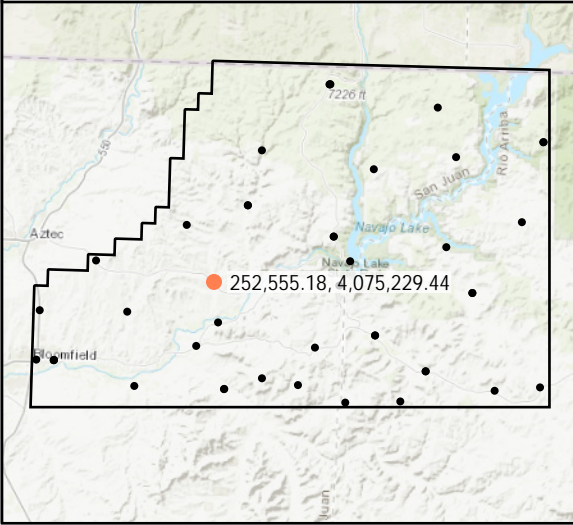 7226 ft
550
Rio Arriba
San Juan
Aztec
Navajo Lake
Navajo Lake
252,555.18, 4,075,229.44
Bloomfield
Juan